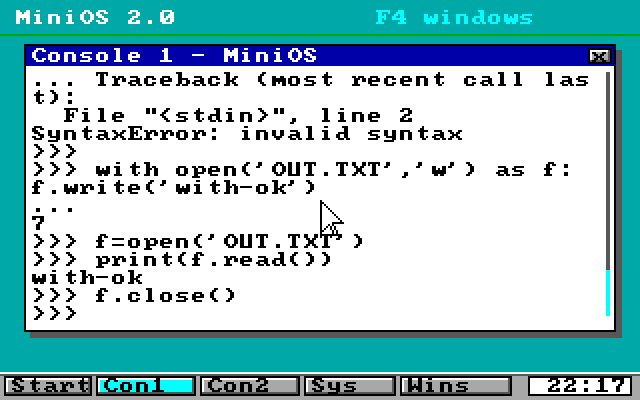 MiniOS 2.0
F4 windows
Console 1 - MiniOS
... Traceback (most recent call las
t):
  File "<stdin>", line 2
SyntaxError: invalid syntax
>>>
>>> with open('OUT.TXT','w') as f:
f.write('with-ok')
...
7
>>> f=open('OUT.TXT')
>>> print(f.read())
with-ok
>>> f.close()
>>>
Start Con1 Con2 Sys Wins 22:17